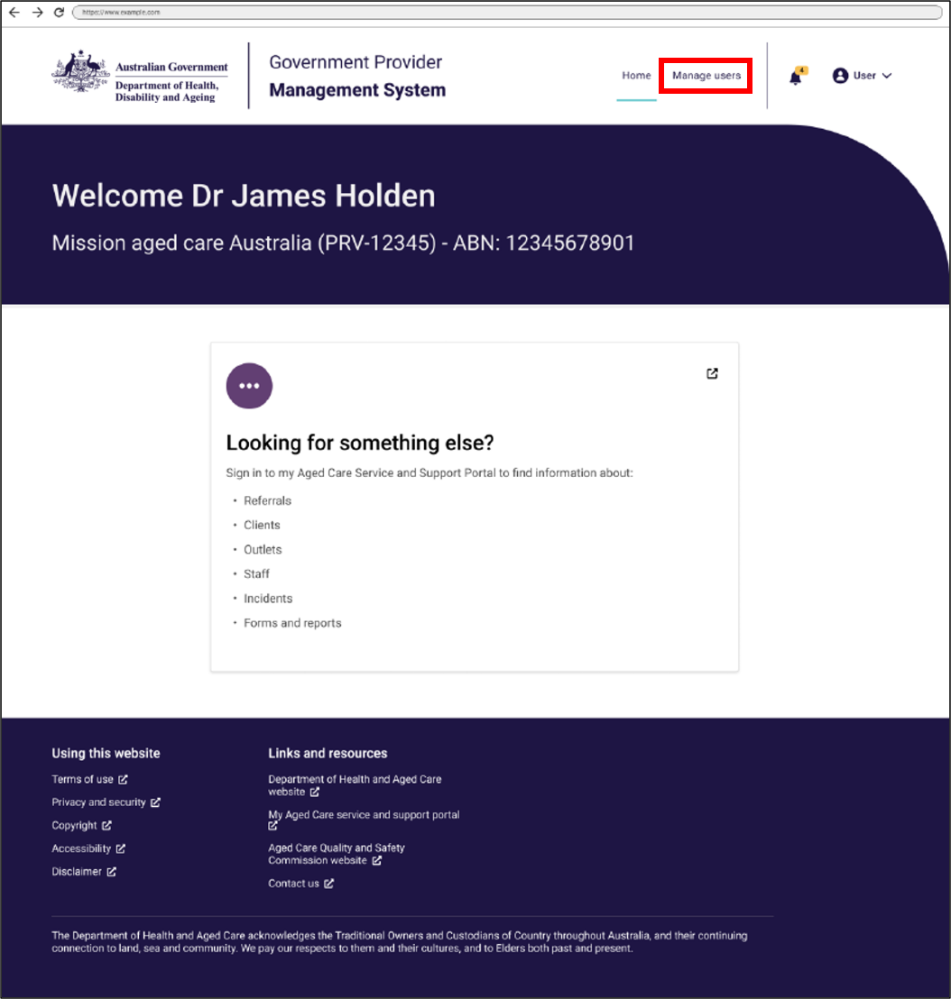 https://www.example.com
Australian Government
Department of Health,
Disability and Ageing
Government Provider
Management System
Home
Manage users
4
User
Welcome Dr James Holden
Mission aged care Australia (PRV-12345) - ABN: 12345678901
Looking for something else?
Sign in to my Aged Care Service and Support Portal to find information about:
• Referrals
• Clients
• Outlets
• Staff
• Incidents
• Forms and reports
Using this website
Terms of use
Privacy and security
Copyright
Accessibility
Disclaimer
Links and resources
Department of Health and Aged Care
website
My Aged Care service and support portal
Aged Care Quality and Safety
Commission website
Contact us
The Department of Health and Aged Care acknowledges the Traditional Owners and Custodians of Country throughout Australia, and their continuing
connection to land, sea and community. We pay our respects to them and their cultures, and to Elders both past and present.